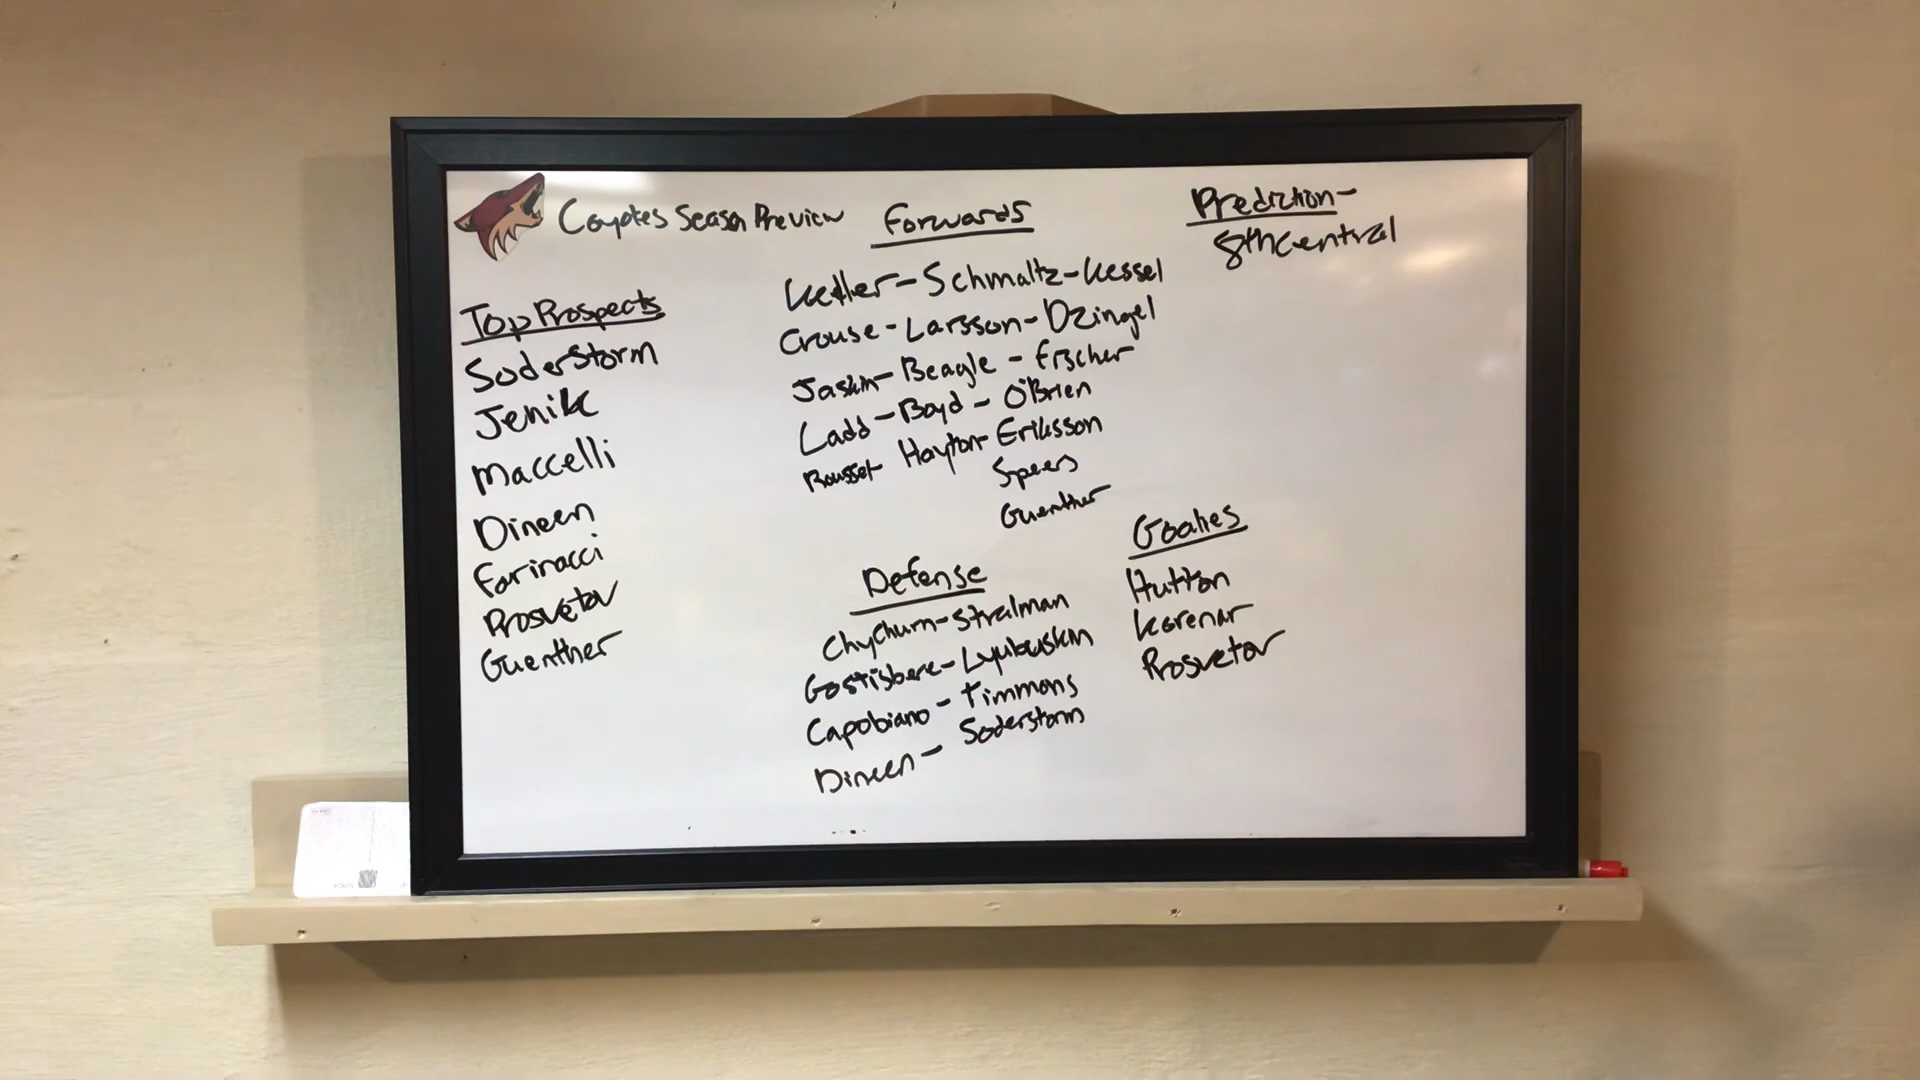 Coyotes Season Preview
Top Prospects
Soderstorm
Jenik
Maccelli
Dineen
Farinacci
Prosvetov
Guenther
Forwards
Keller-Schmaltz-Kessel
Crouse-Larsson-Dzingel
Jaskin-Beagle-Fischer
Ladd-Boyd-O'Brien
Roussel Hayton-Eriksson
Speers
Guenther
Defense
Chychurn-Stralman
Gostisbere-Lyubuskin
Capobiano-Timmons
Dineen-Soderstorm
Prediction-
8th Central
Goalies
Hutton
Korenar
Prosvetov